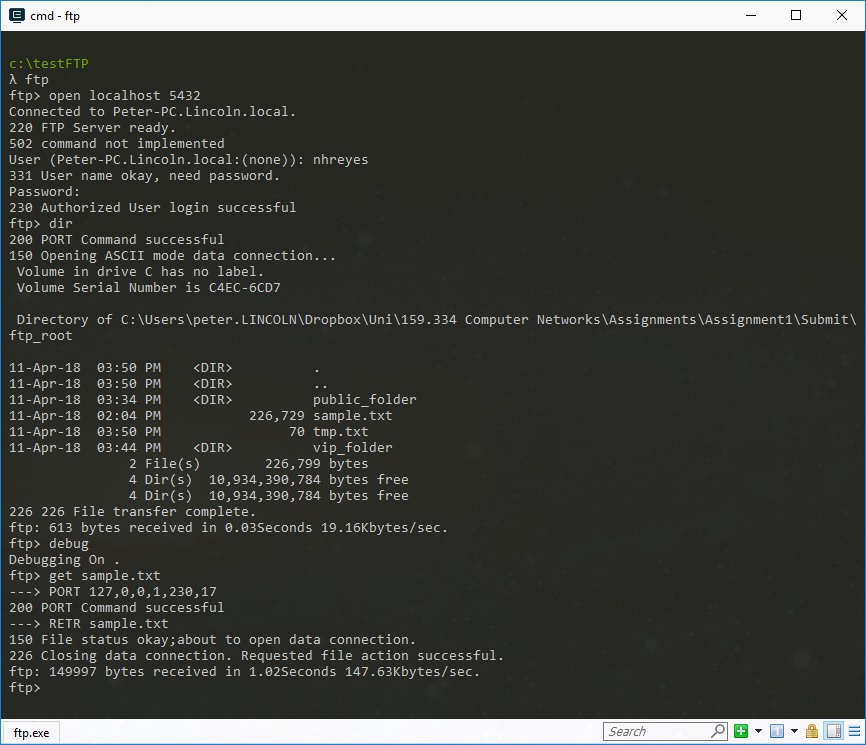 cmd - ftp
c:\testFTP
λ ftp
ftp> open localhost 5432
Connected to Peter-PC.Lincoln.local.
220 FTP Server ready.
502 command not implemented
User (Peter-PC.Lincoln.local:(none)): nhreyes
331 User name okay, need password.
Password:
230 Authorized User login successful
ftp> dir
200 PORT Command successful
150 Opening ASCII mode data connection...
 Volume in drive C has no label.
 Volume Serial Number is C4EC-6CD7
 Directory of C:\Users\peter.LINCOLN\Dropbox\Uni\159.334 Computer Networks\Assignments\Assignment1\Submit\
ftp_root
11-Apr-18  03:50 PM    <DIR>          .
11-Apr-18  03:50 PM    <DIR>          ..
11-Apr-18  03:34 PM    <DIR>          public_folder
11-Apr-18  02:04 PM           226,729 sample.txt
11-Apr-18  03:50 PM                70 tmp.txt
11-Apr-18  03:44 PM    <DIR>          vip_folder
               2 File(s)        226,799 bytes
               4 Dir(s)  10,934,390,784 bytes free
               4 Dir(s)  10,934,390,784 bytes free
226 226 File transfer complete.
ftp: 613 bytes received in 0.03Seconds 19.16Kbytes/sec.
ftp> debug
Debugging On .
ftp> get sample.txt
---> PORT 127,0,0,1,230,17
200 PORT Command successful
---> RETR sample.txt
150 File status okay;about to open data connection.
226 Closing data connection. Requested file action successful.
ftp: 149997 bytes received in 1.02Seconds 147.63Kbytes/sec.
ftp>
ftp.exe
Search